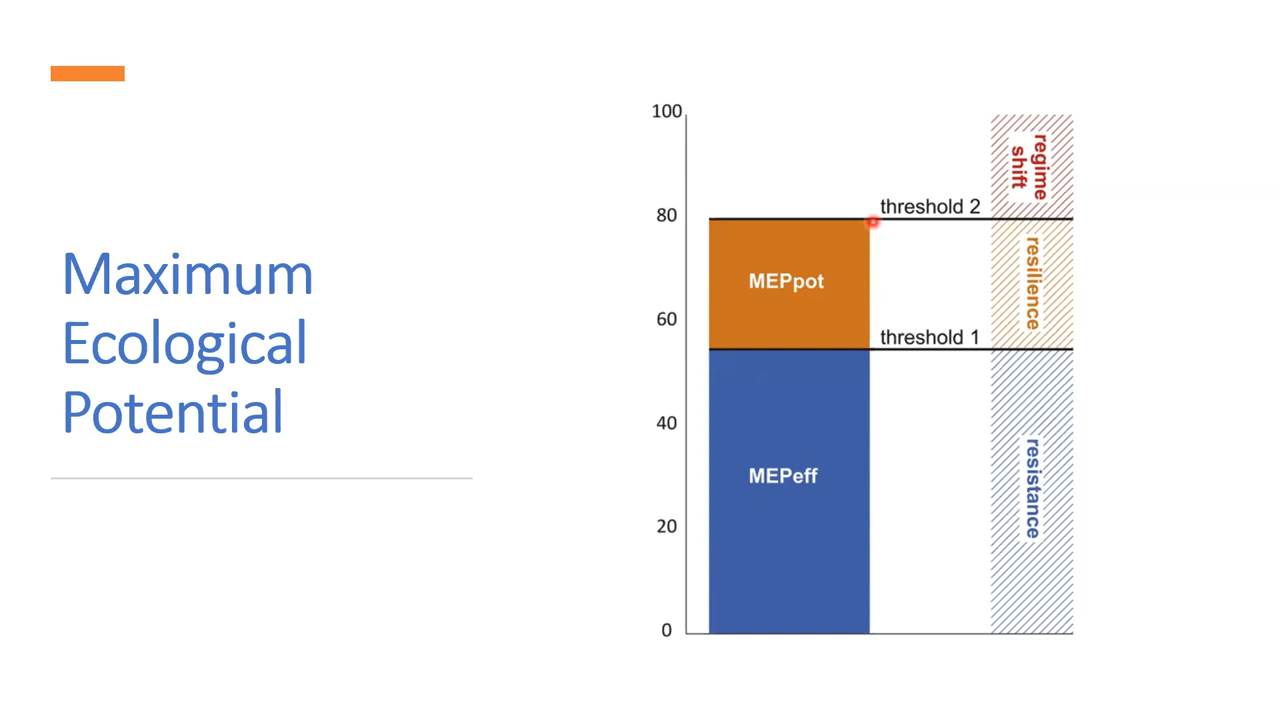 Maximum
Ecological
Potential
100
80
60
40
20
0
MEPpot
MEPeff
threshold 2
threshold 1
regime
shift
resilience
resistance